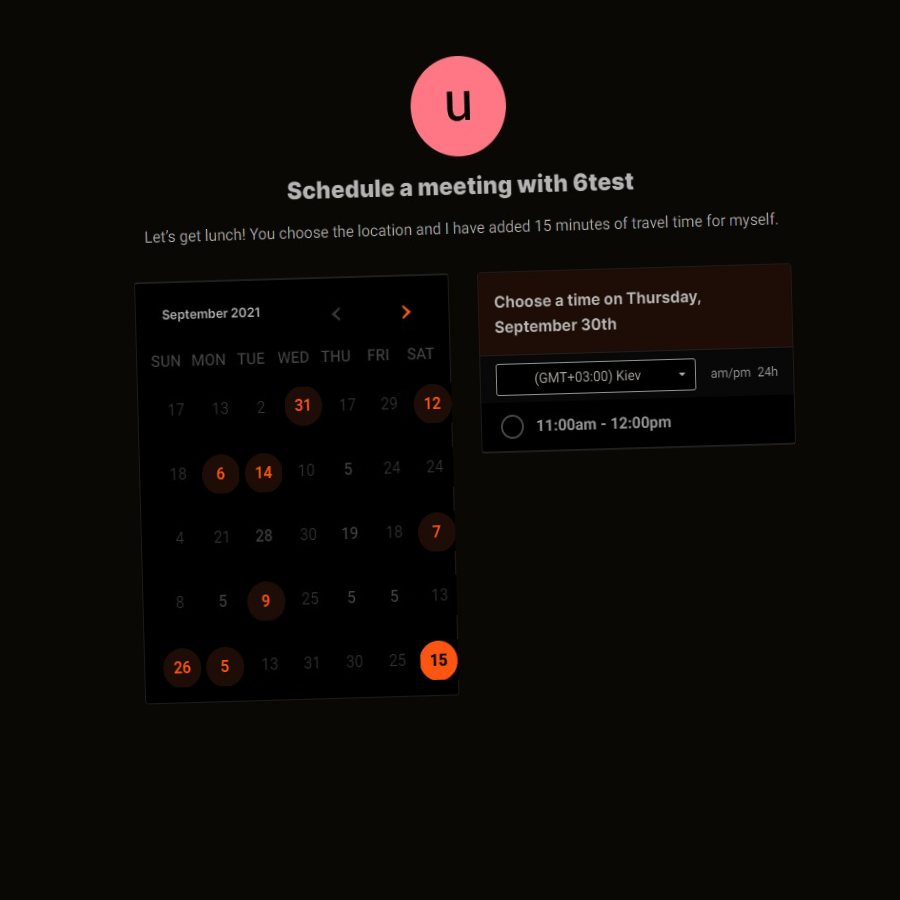 u
Schedule a meeting with 6test
Let's get lunch! You choose the location and I have added 15 minutes of travel time for myself.
September 2021
SUN MON TUE WED THU FRI SAT
17 13 2 31 17 29 12
18 6 14 10 5 24 24
4 21 28 30 19 18 7
8 5 9 25 5 5 13
26 5 13 31 30 25 15
Choose a time on Thursday,
September 30th
(GMT+03:00) Kiev am/pm 24h
11:00am - 12:00pm